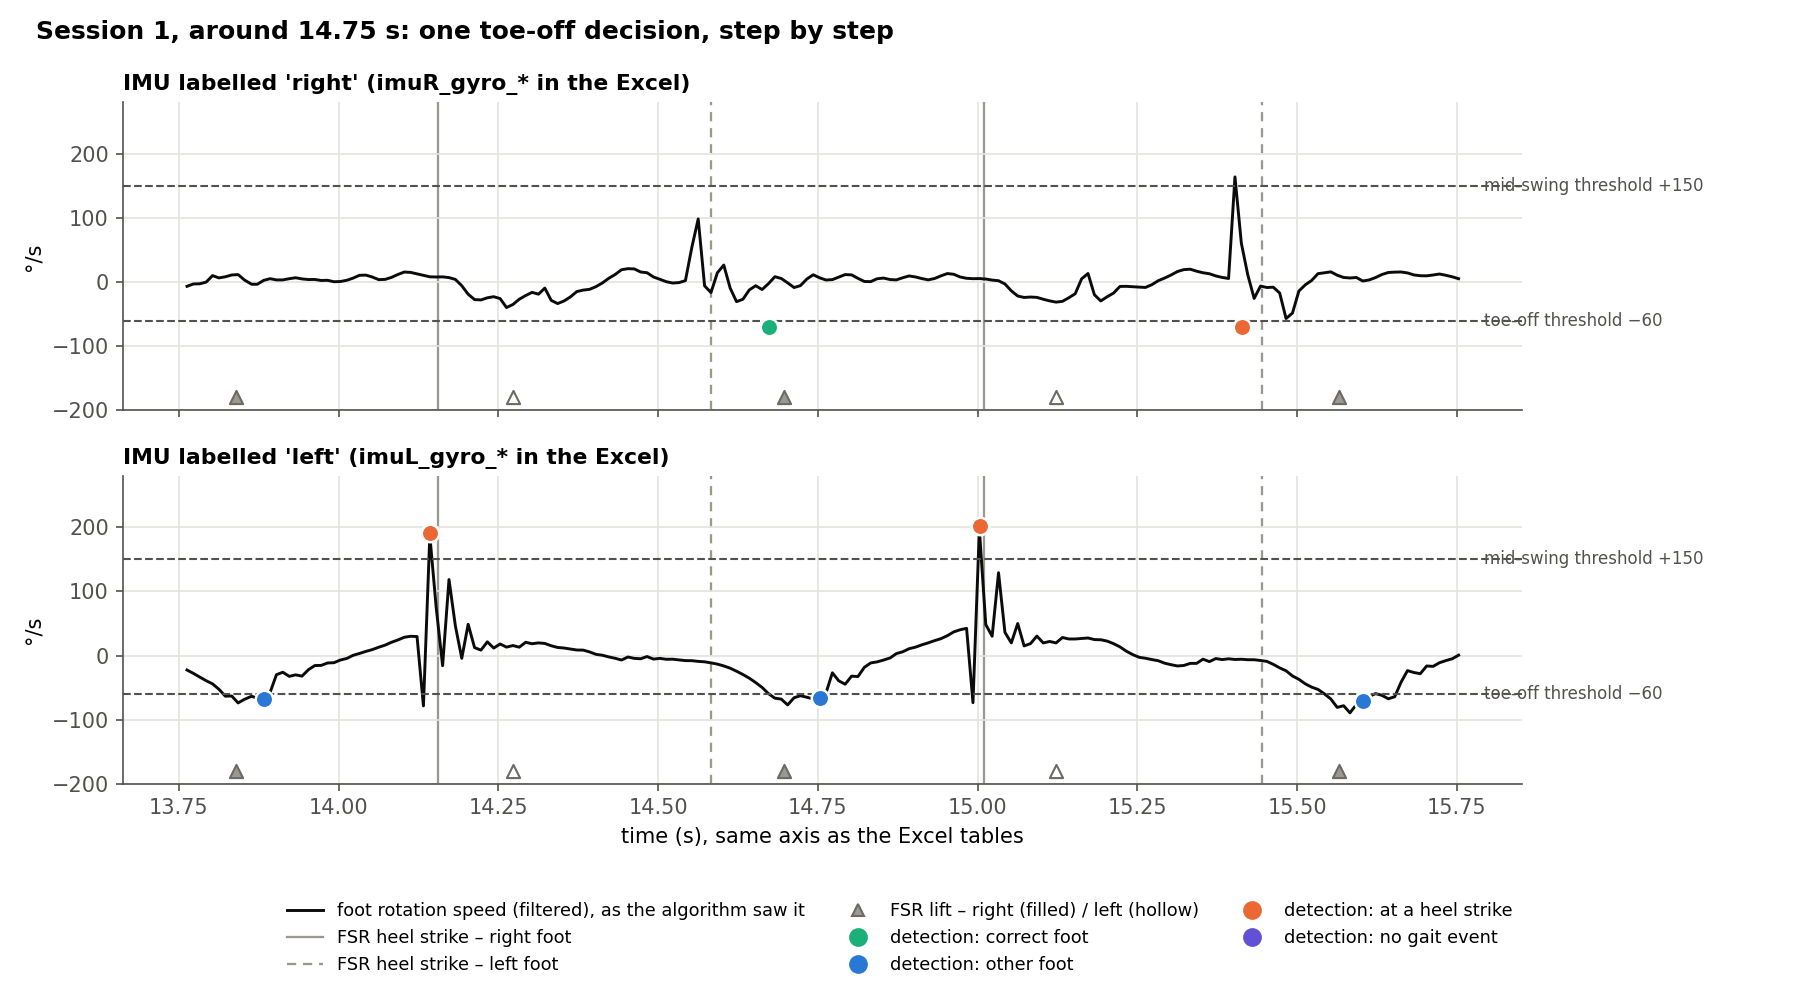 Session 1, around 14.75 s: one toe-off decision, step by step
IMU labelled 'right' (imuR_gyro_* in the Excel)
°/s
200
100
0
−100
−200
mid-swing threshold +150
toe-off threshold −60
IMU labelled 'left' (imuL_gyro_* in the Excel)
°/s
200
100
0
−100
−200
mid-swing threshold +150
toe-off threshold −60
13.75 14.00 14.25 14.50 14.75 15.00 15.25 15.50 15.75
time (s), same axis as the Excel tables
foot rotation speed (filtered), as the algorithm saw it
FSR heel strike – right foot
FSR heel strike – left foot
FSR lift – right (filled) / left (hollow)
detection: correct foot
detection: other foot
detection: at a heel strike
detection: no gait event